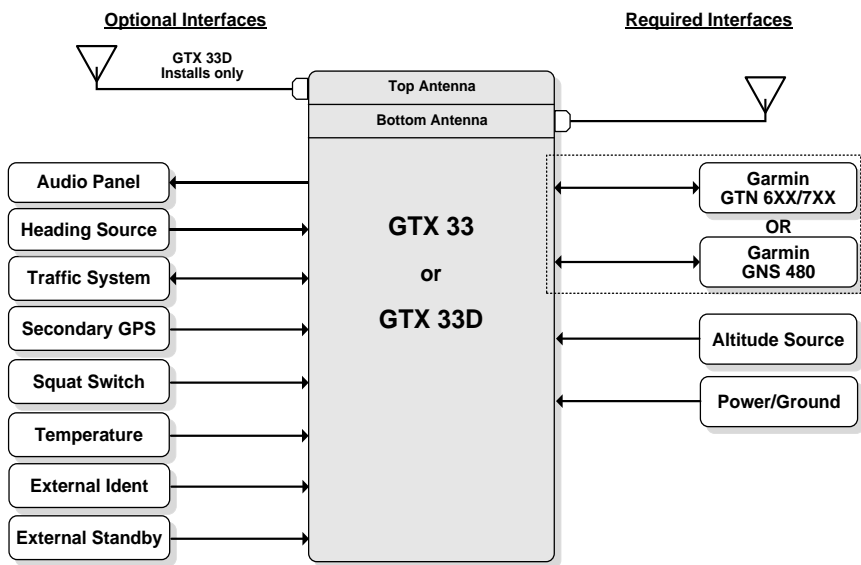 Optional Interfaces
Required Interfaces
GTX 33D
Installs only
Top Antenna
Bottom Antenna
Audio Panel
Heading Source
Traffic System
Secondary GPS
Squat Switch
Temperature
External Ident
External Standby
GTX 33
or
GTX 33D
Garmin
GTN 6XX/7XX
OR
Garmin
GNS 480
Altitude Source
Power/Ground